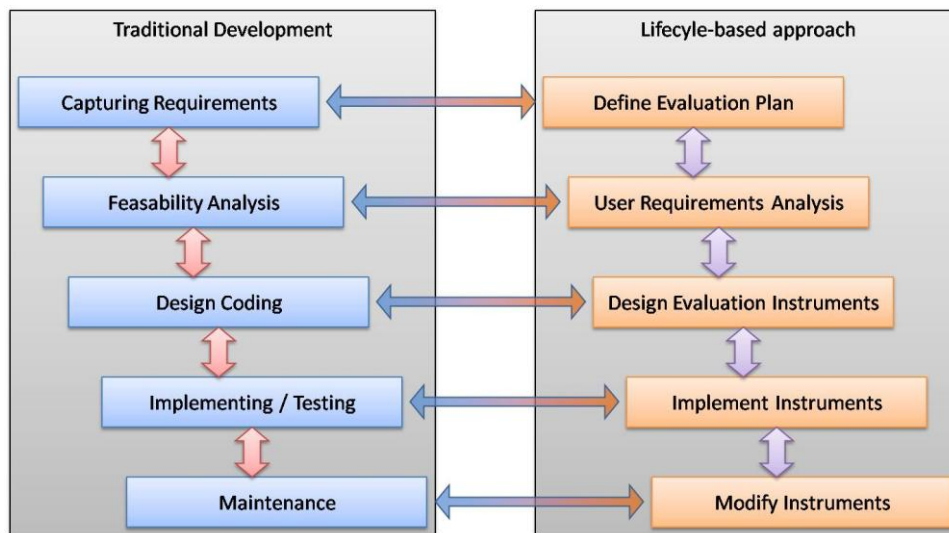 Traditional Development
Lifecyle-based approach
Capturing Requirements
Define Evaluation Plan
Feasability Analysis
User Requirements Analysis
Design Coding
Design Evaluation Instruments
Implementing / Testing
Implement Instruments
Maintenance
Modify Instruments